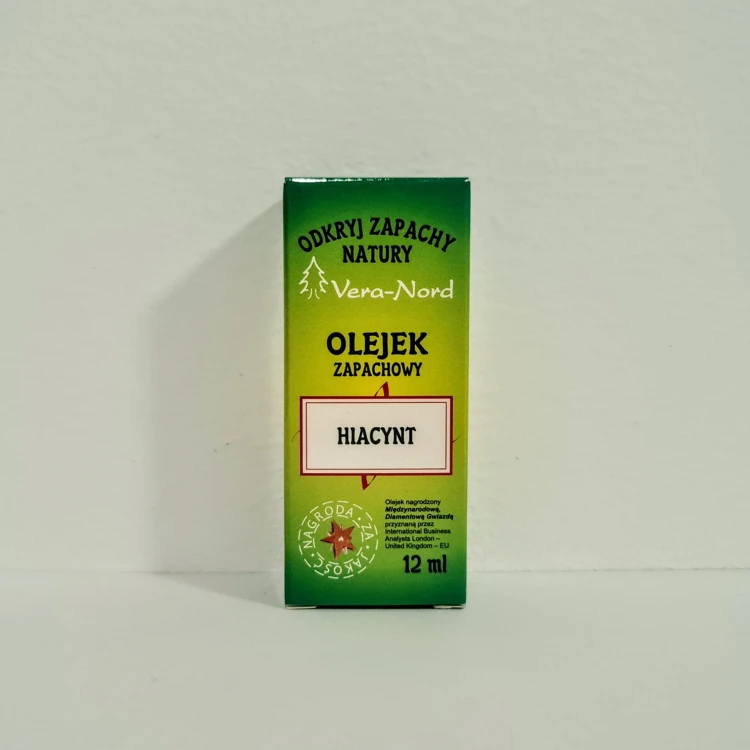 ODKRYJ ZAPACHY
NATURY
Vera-Nord
OLEJEK
ZAPACHOWY
HIACYNT
NAGRODA · ZA · JAKOŚĆ ·
Olejek nagrodzony
Międzynarodową,
Diamentową Gwiazdą
przyznaną przez
International Business
Analysts London –
United Kingdom – EU
12 ml